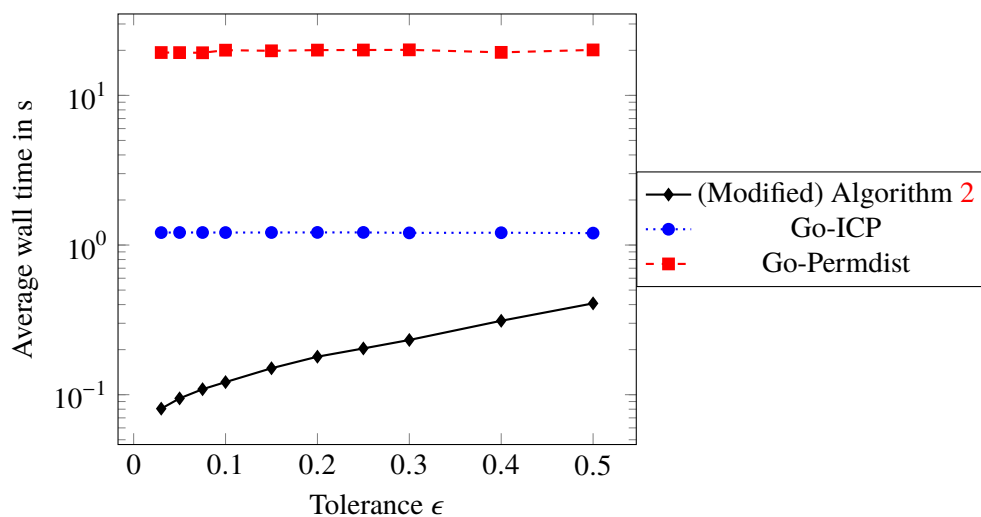 10^1
10^0
10^−1
Average wall time in s
0
0.1
0.2
0.3
0.4
0.5
Tolerance ϵ
(Modified) Algorithm 2
Go-ICP
Go-Permdist